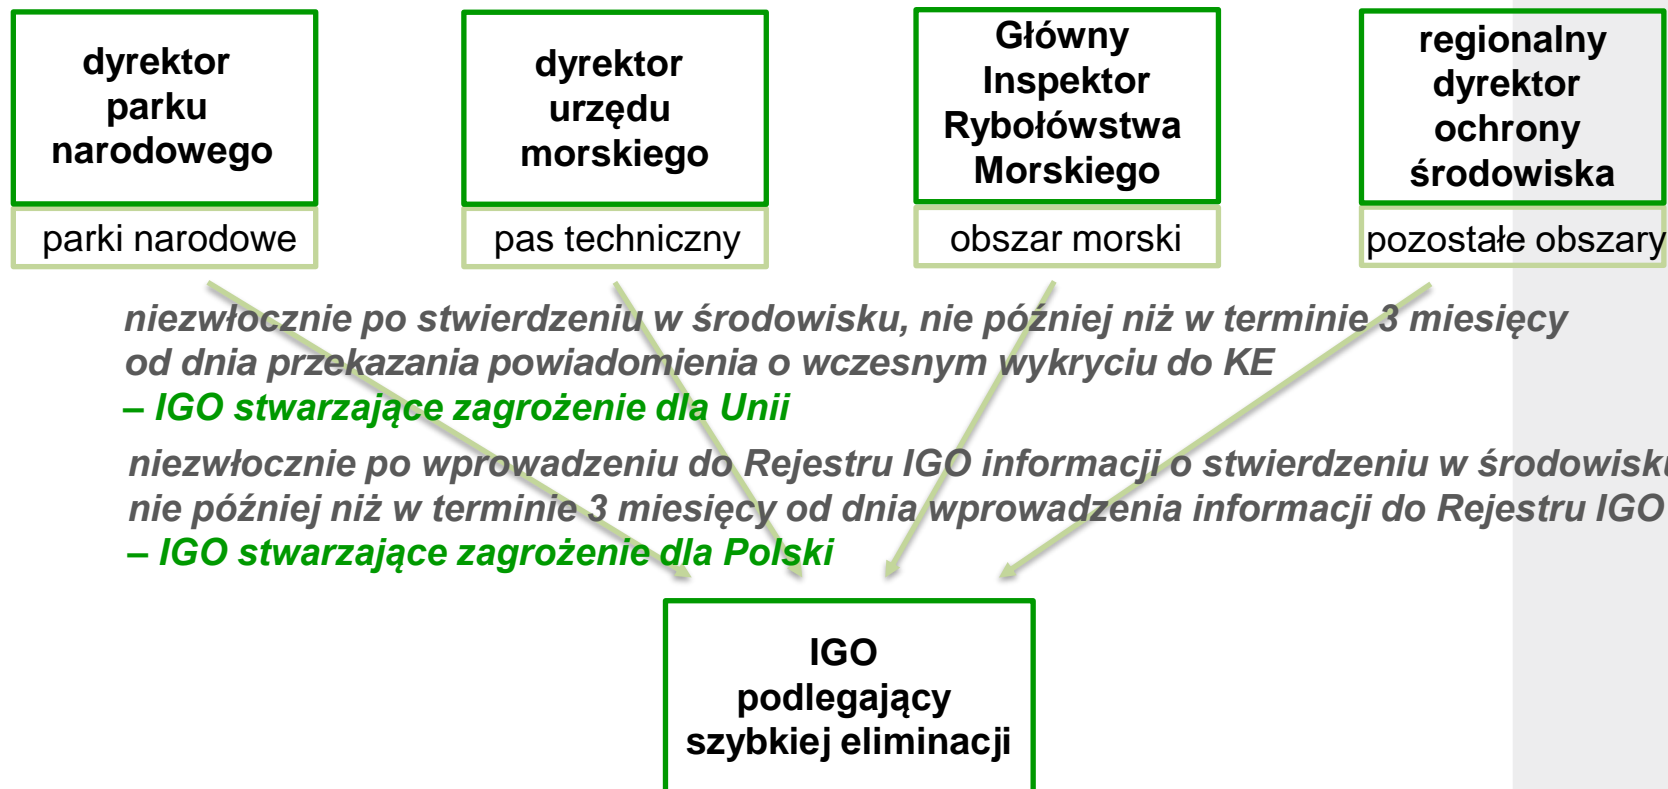 dyrektor
parku
narodowego
parki narodowe
dyrektor
urzędu
morskiego
pas techniczny
Główny
Inspektor
Rybołówstwa
Morskiego
obszar morski
regionalny
dyrektor
ochrony
środowiska
pozostałe obszary
niezwłocznie po stwierdzeniu w środowisku, nie później niż w terminie 3 miesięcy
od dnia przekazania powiadomienia o wczesnym wykryciu do KE
– IGO stwarzające zagrożenie dla Unii
niezwłocznie po wprowadzeniu do Rejestru IGO informacji o stwierdzeniu w środowisku
nie później niż w terminie 3 miesięcy od dnia wprowadzenia informacji do Rejestru IGO
– IGO stwarzające zagrożenie dla Polski
IGO
podlegający
szybkiej eliminacji